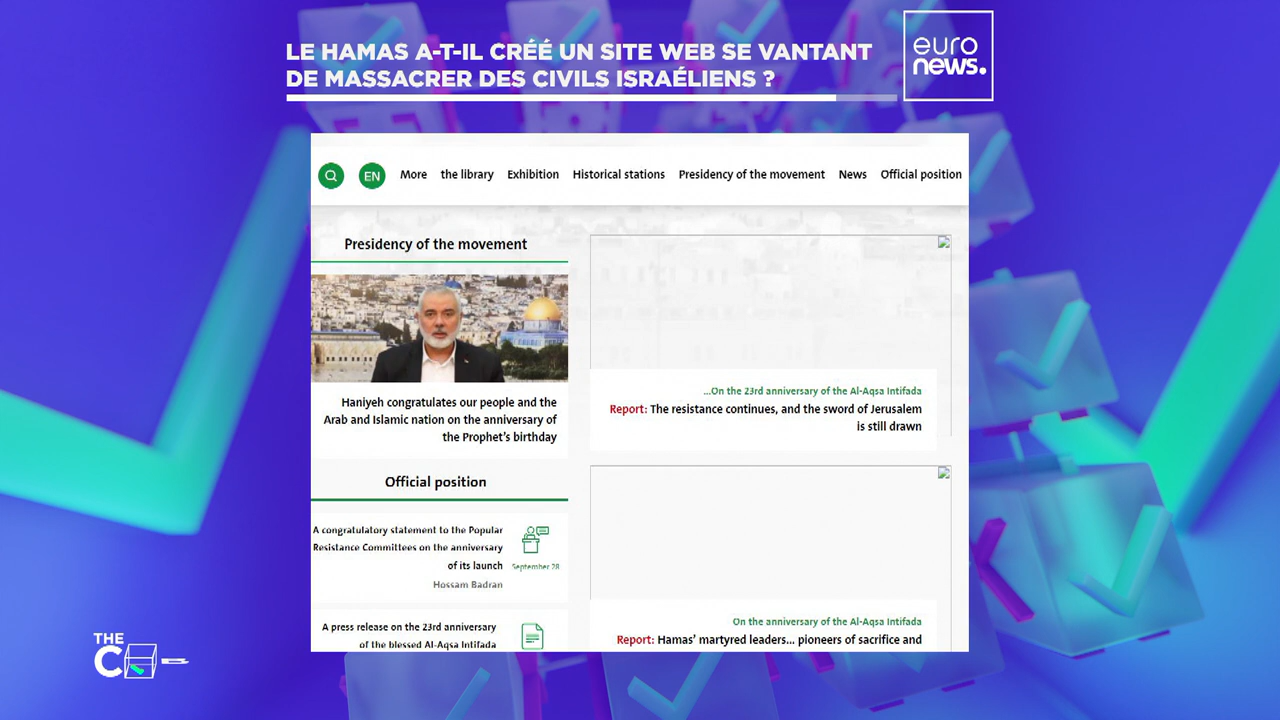 LE HAMAS A-T-IL CRÉÉ UN SITE WEB SE VANTANT
DE MASSACRER DES CIVILS ISRAÉLIENS ?
euro
news.
EN
More
the library
Exhibition
Historical stations
Presidency of the movement
News
Official position
Presidency of the movement
Haniyeh congratulates our people and the
Arab and Islamic nation on the anniversary of
the Prophet's birthday
Official position
A congratulatory statement to the Popular
Resistance Committees on the anniversary
of its launch
Hossam Badran
September 28
A press release on the 23rd anniversary
of the blessed Al-Aqsa Intifada
...On the 23rd anniversary of the Al-Aqsa Intifada
Report: The resistance continues, and the sword of Jerusalem
is still drawn
On the anniversary of the Al-Aqsa Intifada
Report: Hamas' martyred leaders... pioneers of sacrifice and
THE
C